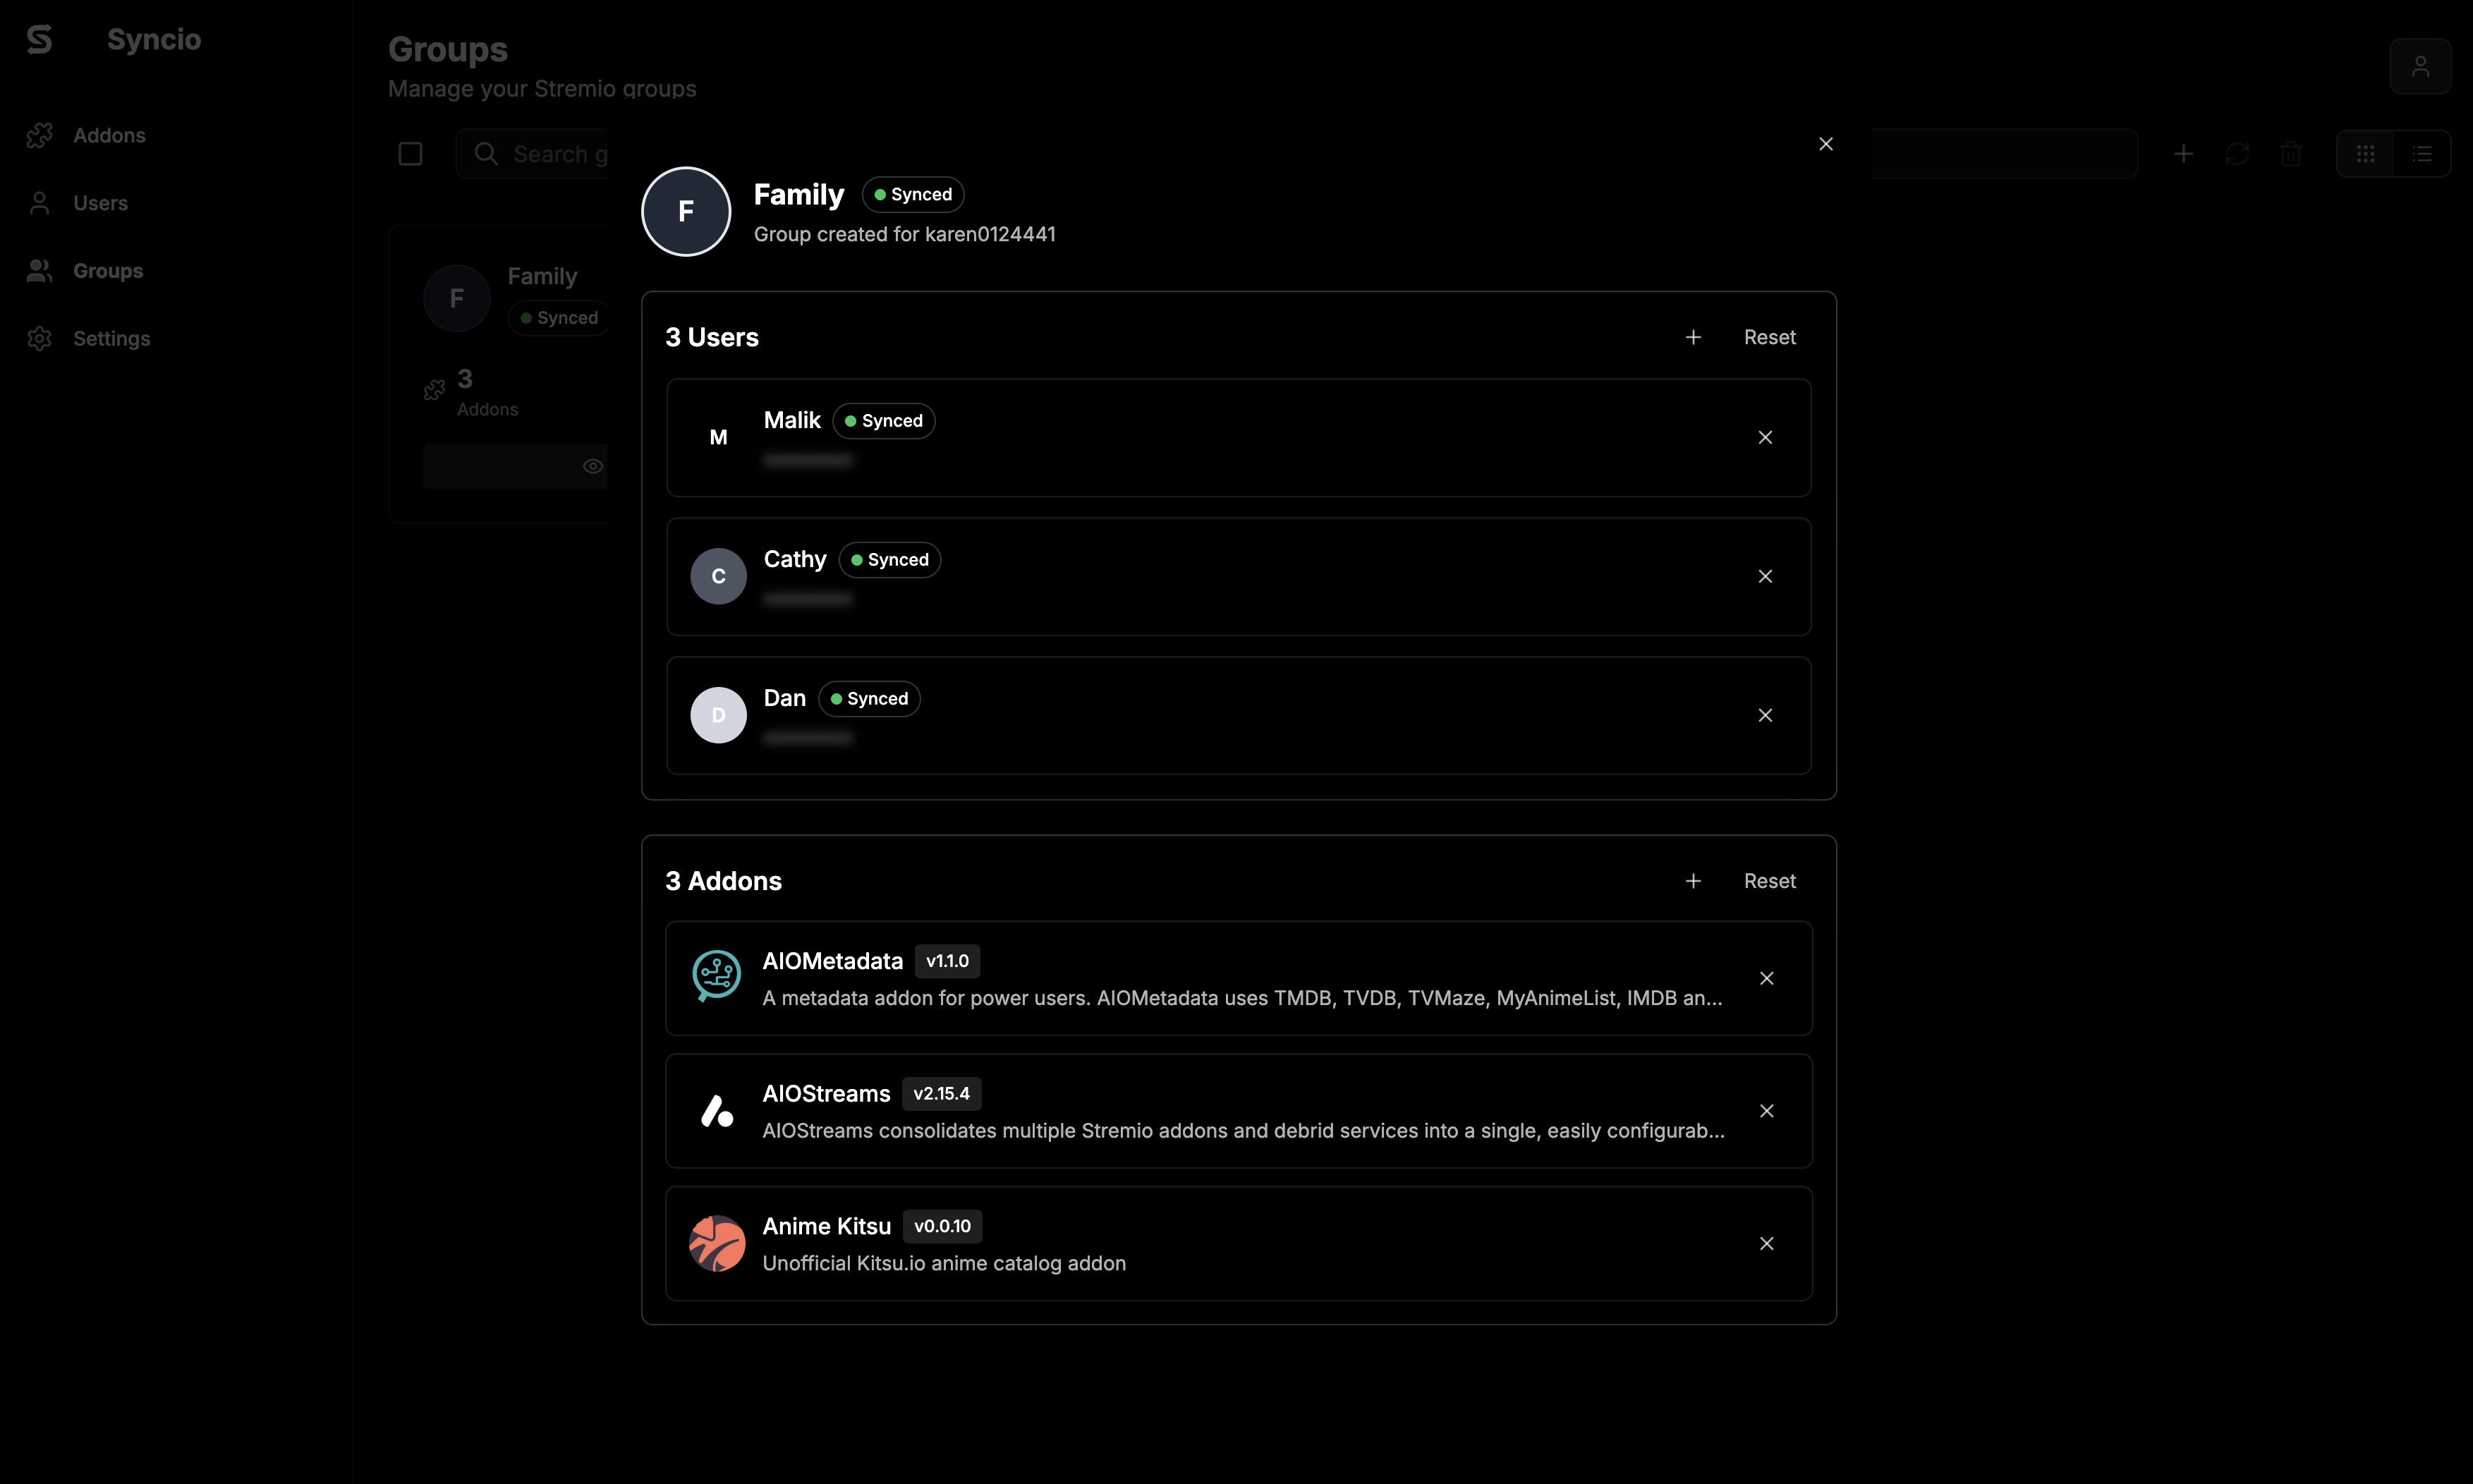 Syncio
Addons
Users
Groups
Settings
Groups
Manage your Stremio groups
Search g
F
Family
Synced
3
Addons
F
Family
Synced
Group created for karen0124441
3 Users
Reset
M
Malik
Synced
C
Cathy
Synced
D
Dan
Synced
3 Addons
Reset
AIOMetadata
v1.1.0
A metadata addon for power users. AIOMetadata uses TMDB, TVDB, TVMaze, MyAnimeList, IMDB an...
AIOStreams
v2.15.4
AIOStreams consolidates multiple Stremio addons and debrid services into a single, easily configurab...
Anime Kitsu
v0.0.10
Unofficial Kitsu.io anime catalog addon